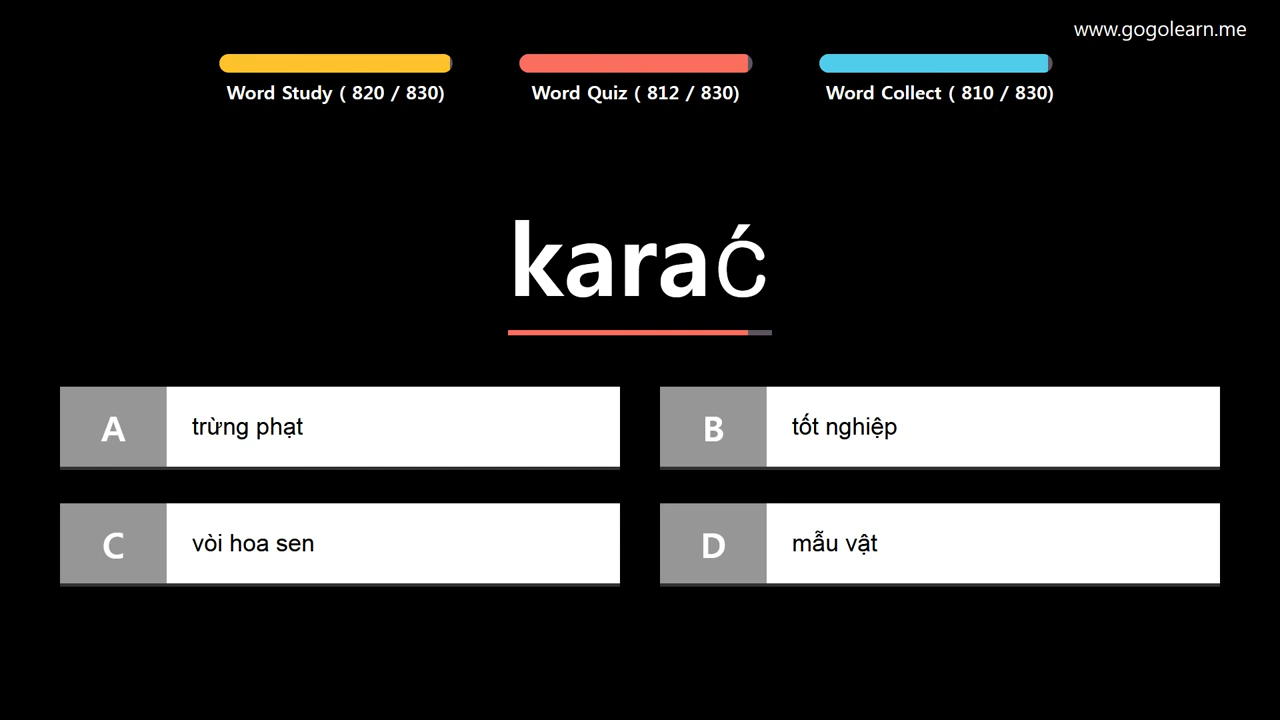 www.gogolearn.me
Word Study ( 820 / 830)
Word Quiz ( 812 / 830)
Word Collect ( 810 / 830)
karać
A trừng phạt
B tốt nghiệp
C vòi hoa sen
D mẫu vật